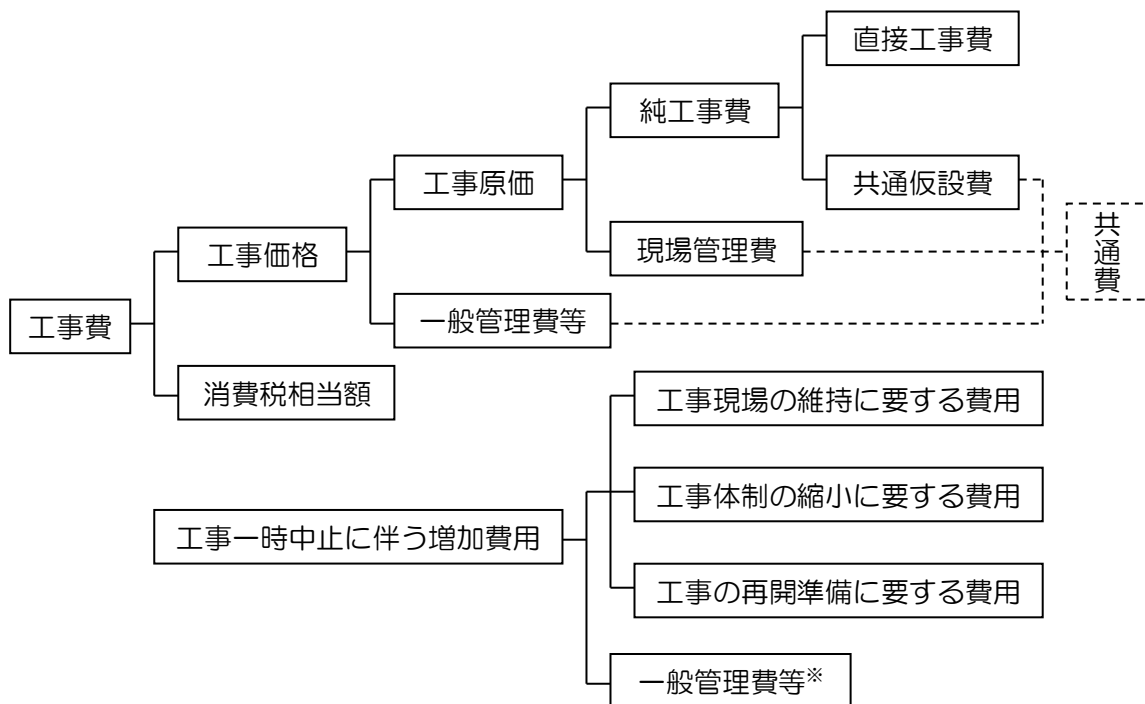 直接工事費
純工事費
工事原価
共通仮設費
共通費
工事価格
現場管理費
工事費
一般管理費等
消費税相当額
工事現場の維持に要する費用
工事体制の縮小に要する費用
工事一時中止に伴う増加費用
工事の再開準備に要する費用
一般管理費等※